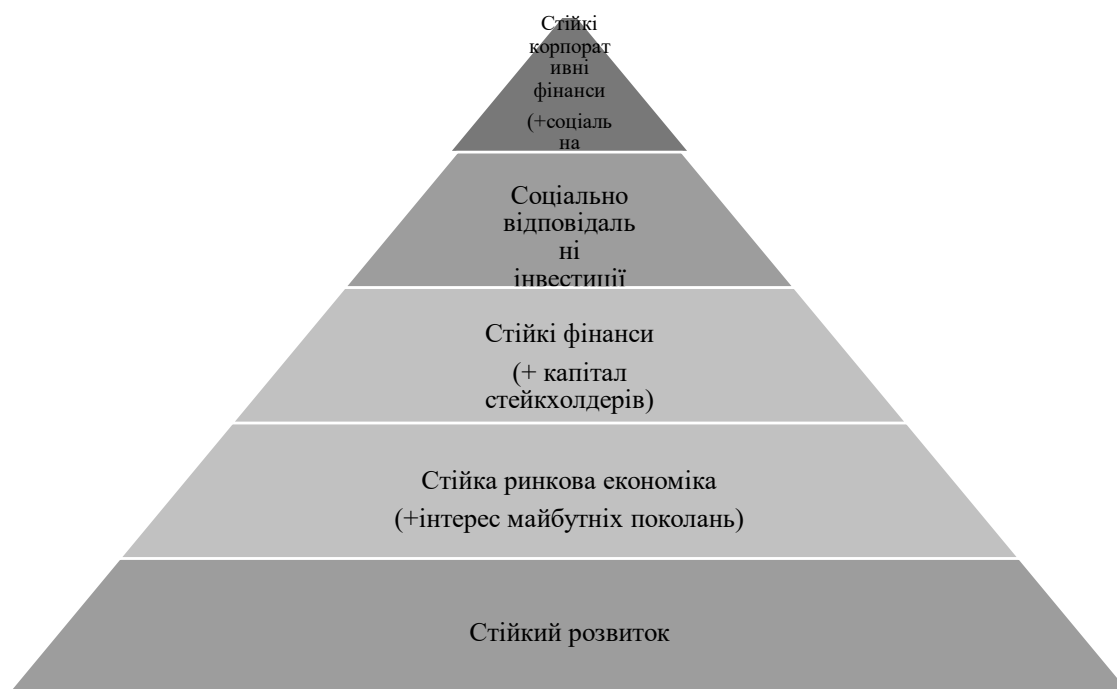 Стійкі
корпорат
ивні
фінанси
(+соціаль
на
Соціально
відповідаль
ні
інвестиції
Стійкі фінанси
(+ капітал
стейкхолдерів)
Стійка ринкова економіка
(+інтерес майбутніх поколань)
Стійкий розвиток